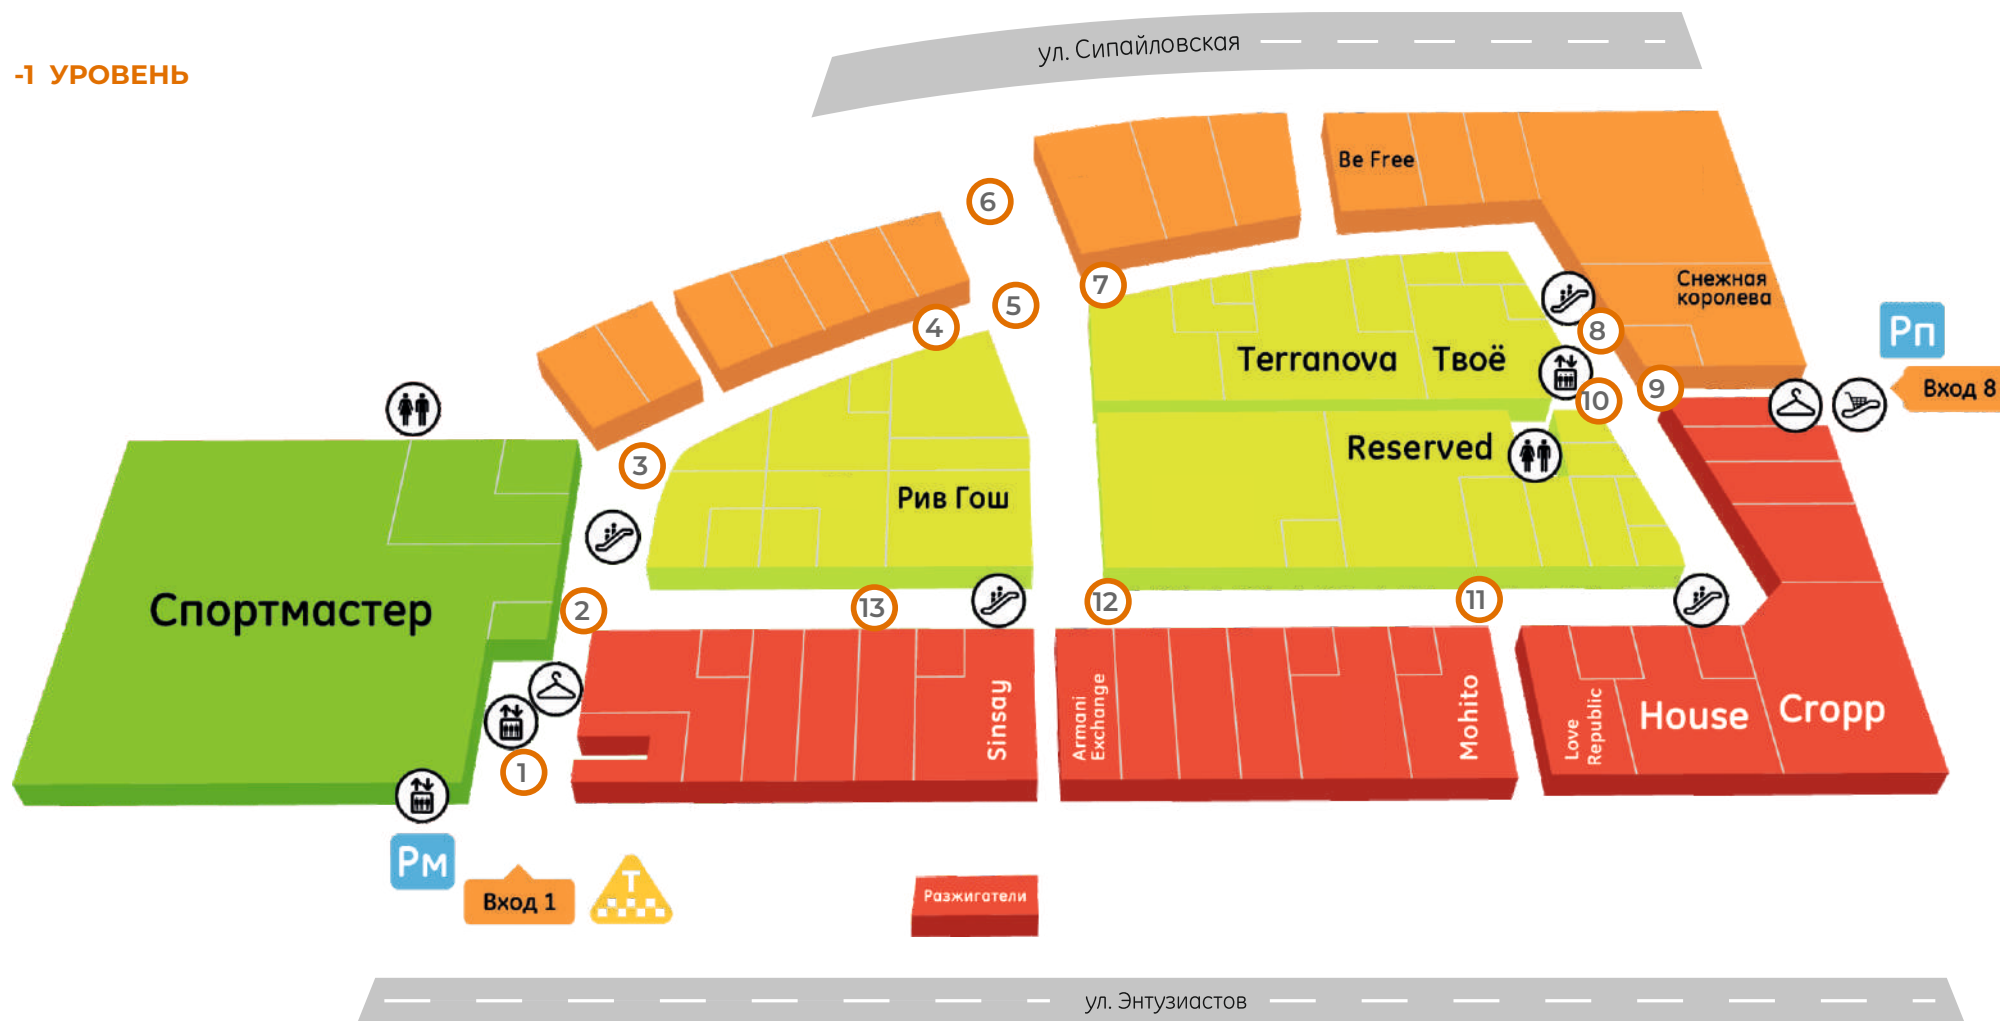 -1 УРОВЕНЬ
ул. Сипайловская
Be Free
6
Снежная
королева
7
5
4
8
Рп
Terranova
Твоё
9
Вход 8
10
3
Reserved
Рив Гош
Спортмастер
2
13
12
11
Sinsay
Armani
Exchange
Mohito
Love
Republic
House
Cropp
1
Рм
Вход 1
Т
Разжигатели
ул. Энтузиастов